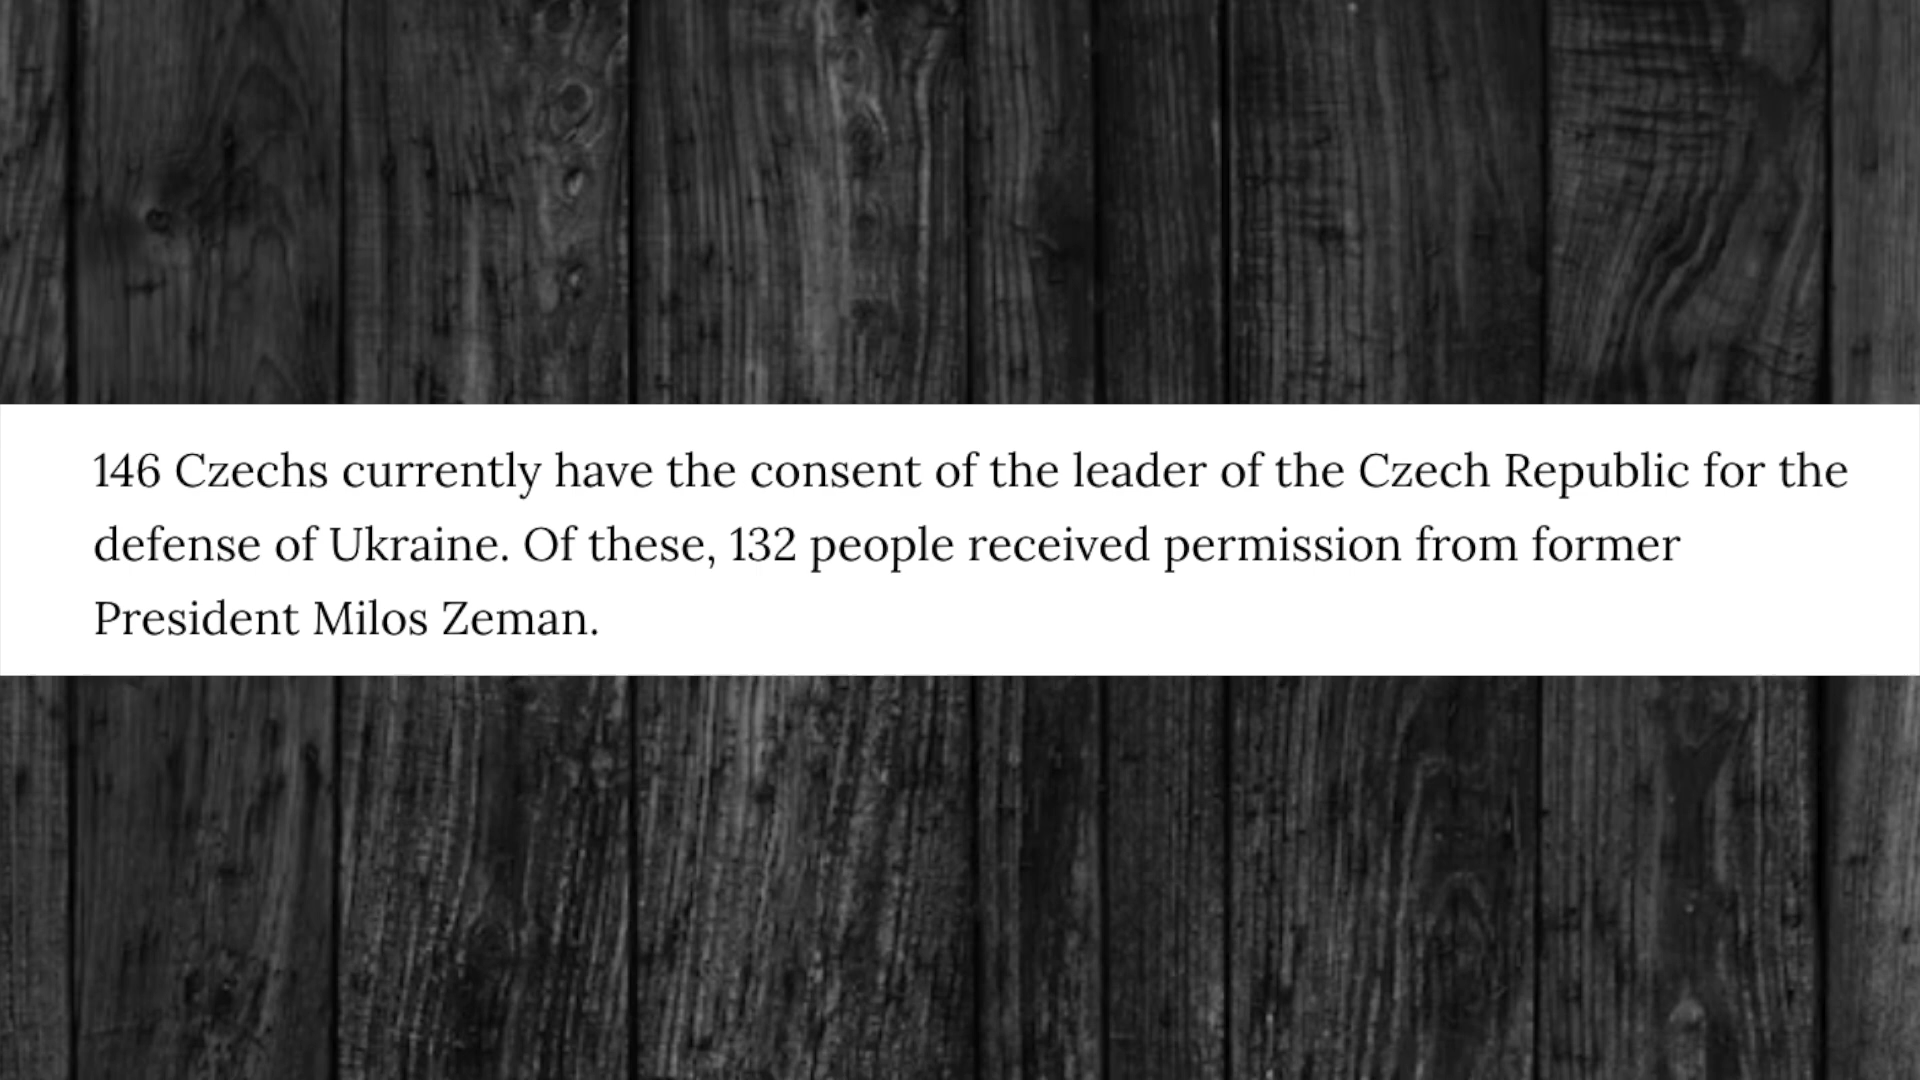 146 Czechs currently have the consent of the leader of the Czech Republic for the
defense of Ukraine. Of these, 132 people received permission from former
President Milos Zeman.